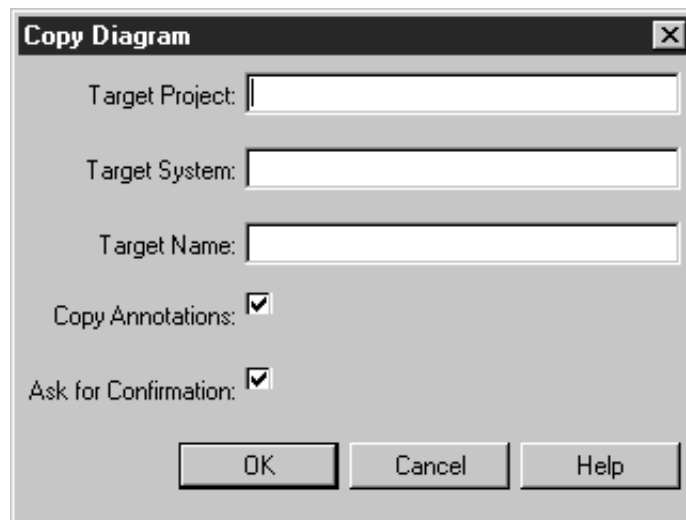 Copy Diagram
Target Project:
Target System:
Target Name:
Copy Annotations:
Ask for Confirmation:
OK Cancel Help